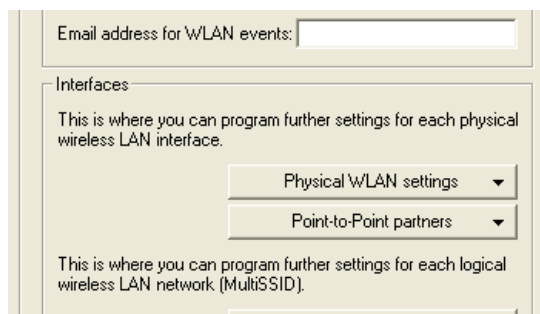 Email address for WLAN events:
Interfaces
This is where you can program further settings for each physical
wireless LAN interface.
Physical WLAN settings
Point-to-Point partners
This is where you can program further settings for each logical
wireless LAN network (MultiSSID).